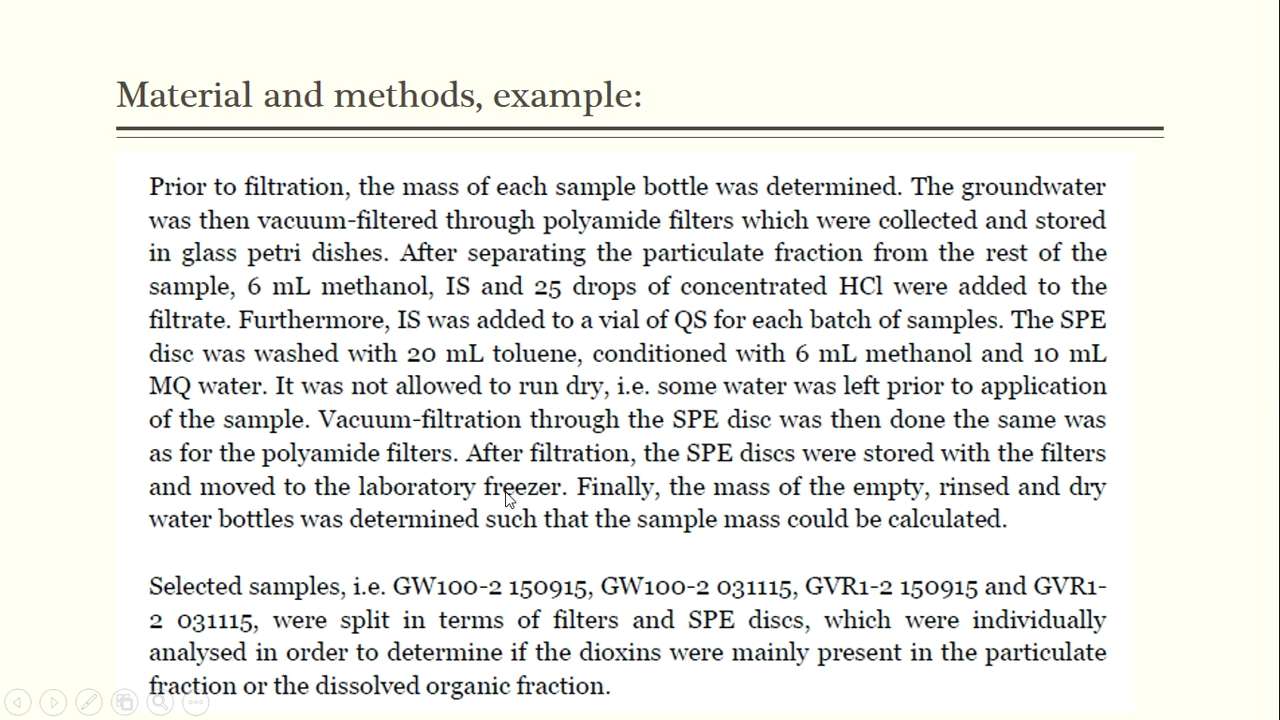 Material and methods, example:
Prior to filtration, the mass of each sample bottle was determined. The groundwater
was then vacuum-filtered through polyamide filters which were collected and stored
in glass petri dishes. After separating the particulate fraction from the rest of the
sample, 6 mL methanol, IS and 25 drops of concentrated HCl were added to the
filtrate. Furthermore, IS was added to a vial of QS for each batch of samples. The SPE
disc was washed with 20 mL toluene, conditioned with 6 mL methanol and 10 mL
MQ water. It was not allowed to run dry, i.e. some water was left prior to application
of the sample. Vacuum-filtration through the SPE disc was then done the same was
as for the polyamide filters. After filtration, the SPE discs were stored with the filters
and moved to the laboratory freezer. Finally, the mass of the empty, rinsed and dry
water bottles was determined such that the sample mass could be calculated.
Selected samples, i.e. GW100-2 150915, GW100-2 031115, GVR1-2 150915 and GVR1-
2 031115, were split in terms of filters and SPE discs, which were individually
analysed in order to determine if the dioxins were mainly present in the particulate
fraction or the dissolved organic fraction.